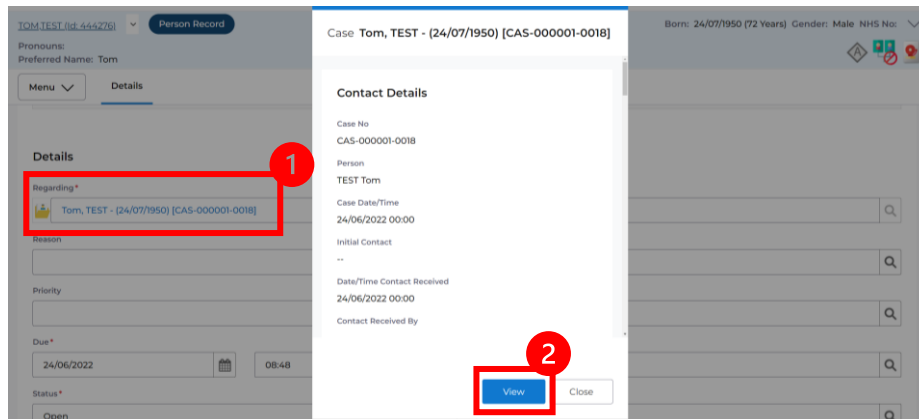 TOM,TEST (Id: 444276) Person Record
Born: 24/07/1950 (72 Years) Gender: Male NHS No:
Pronouns:
Preferred Name: Tom
A
Menu Details
Case Tom, TEST - (24/07/1950) [CAS-000001-0018]
Contact Details
Case No
CAS-000001-0018
Person
TEST Tom
Case Date/Time
24/06/2022 00:00
Initial Contact
--
Date/Time Contact Received
24/06/2022 00:00
Contact Received By
2
View Close
Details
1
Regarding*
Tom, TEST - (24/07/1950) [CAS-000001-0018]
Reason
Priority
Due*
24/06/2022 08:48
Status*
Open